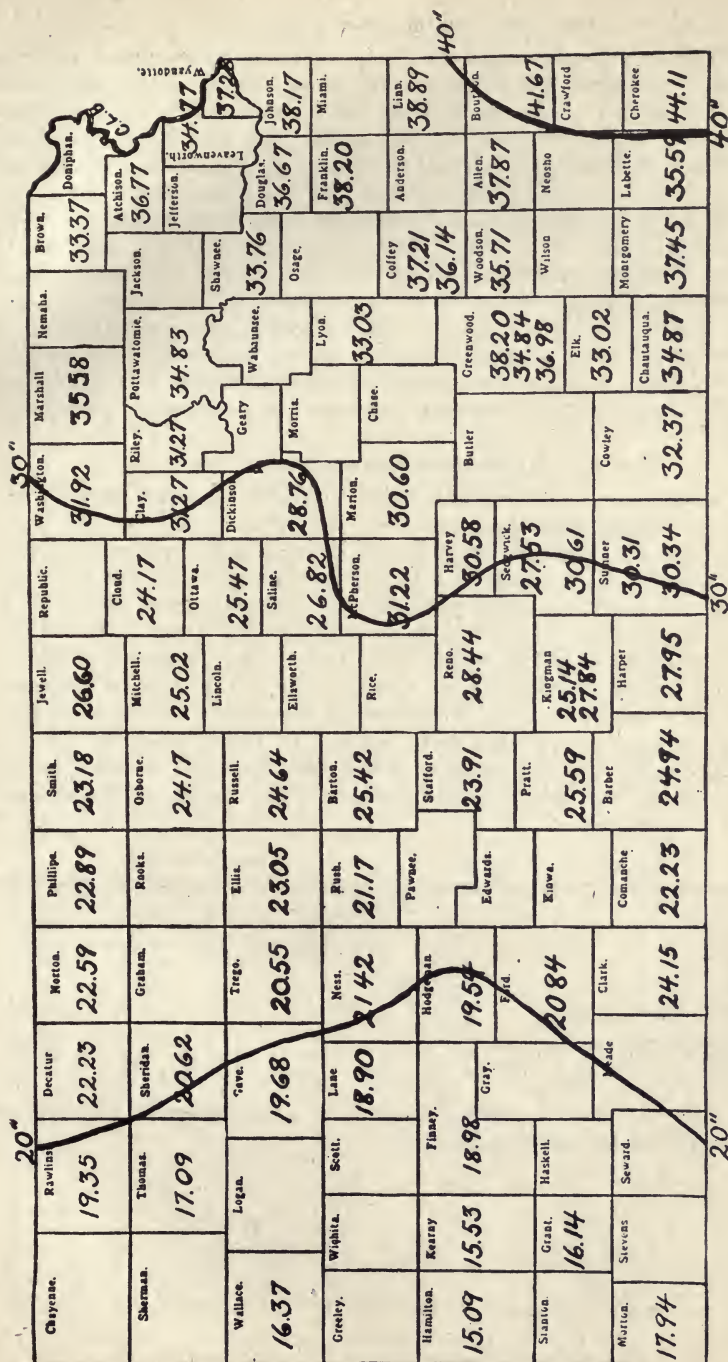 30"
20"
40"
Cheyenne.
Rawlins
19.35
Decatur
22.23
Norton.
22.59
Phillips.
22.89
Smith.
23.18
Jewell.
26.60
Republic.
Washington.
31.92
Marshall
35 58
Nemaha.
Brown.
33.37
Doniphan.
Sherman.
Thomas.
17.09
Sheridan.
20.62
Graham.
Rooks.
Osborne.
24.17
Mitchell.
25.02
Cloud.
24.17
Clay.
31.27
Riley.
31.27
Pottawatomie.
34.83
Jackson.
Atchison.
36.77
Jefferson.
Leavenworth.
34.77
Wyandotte.
37.28
Wallace.
16.37
Logan.
Gove.
19.68
Trego.
20.55
Ellis.
23.05
Russell.
24.64
Lincoln.
Ottawa.
25.47
Saline.
26.82
Dickinson
28.76
Geary
Wabaunsee.
Shawnee.
33.76
Douglas.
36.67
Johnson.
38.17
Greeley.
Wichita.
Scott.
Lane
18.90
Ness.
21 42
Rush.
21.17
Barton.
25.42
Ellsworth.
Rice.
McPherson.
31.22
Marion.
30.60
Morris.
Chase.
Lyon.
33.03
Osage.
Franklin.
38.20
Miami.
Coffey
37.21
36.14
Anderson.
Linn.
38.89
Hamilton.
15.09
Kearny
15.53
Finney.
18.98
Hodgeman
19.54
Pawnee.
Stafford.
23.91
Reno.
28.44
Harvey
30.58
Sedgwick.
27.53
30.61
Butler
Greenwood.
38.20
34.84
36.98
Woodson.
35.71
Allen.
37.87
Bourbon
41.67
Stanton.
Grant.
16.14
Haskell.
Gray.
Ford.
20 84
Edwards.
Kiowa.
Pratt.
25.59
Kingman
25.14
27.84
Elk.
33.02
Wilson
Neosho
Crawford
Morton.
17.94
Stevens
Seward.
Meade
Clark.
24.15
Comanche
22.23
Barber
24.94
Harper
27.95
Sumner
30.31
30.34
Cowley
32.37
Chautauqua.
34.87
Montgomery
37.45
Labette.
35.59
Cherokee
44.11
20"
30"
40"